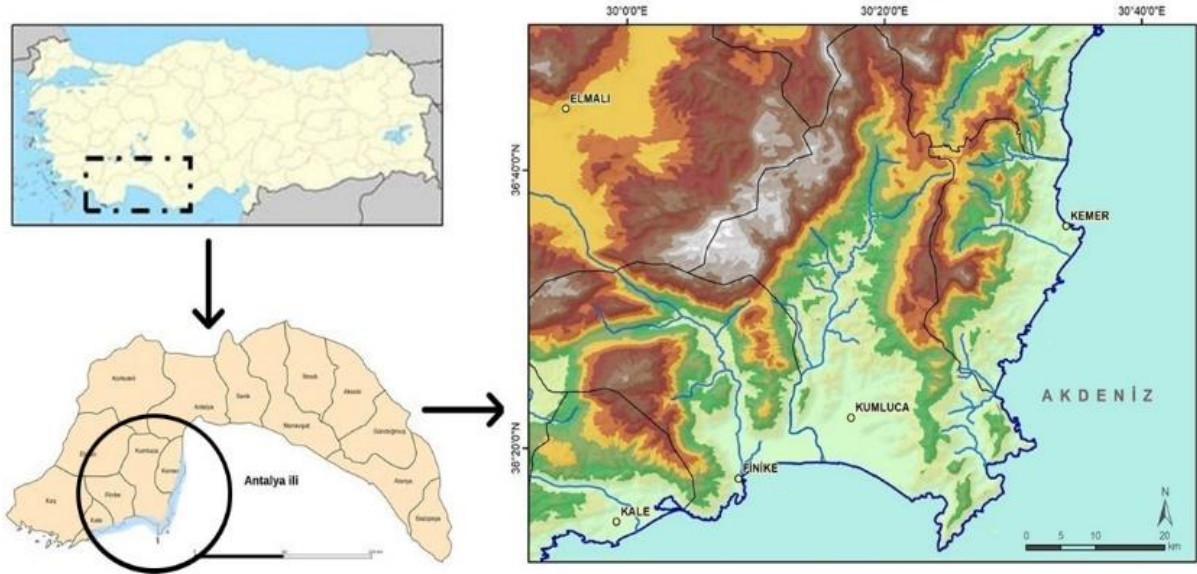 30°0'0"E
30°20'0"E
30°40'0"E
36°40'0"N
36°20'0"N
ELMALI
KEMER
AKDENİZ
KUMLUCA
FİNİKE
KALE
N
0 5 10 20
km
Korkuteli
Antalya
Serik
Aksu
Manavgat
Gündoğmuş
Alanya
Gazipaşa
Kumluca
Kemer
Finike
Kaş
Kale
Antalya ili